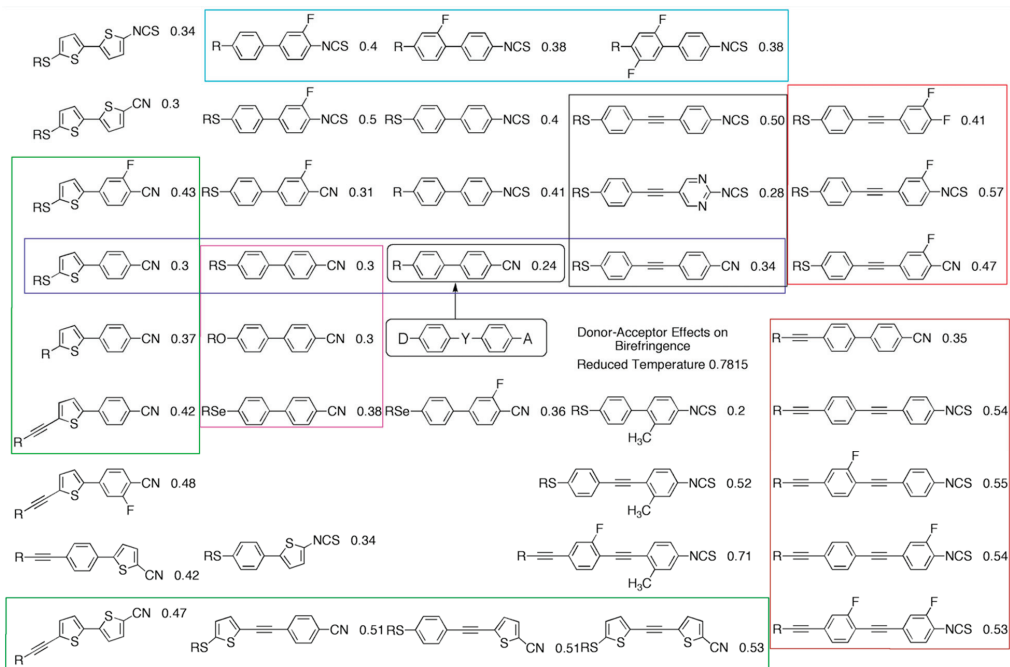 RS S S NCS 0.34
R F NCS 0.4
R F NCS 0.38
R F F NCS 0.38
RS S S CN 0.3
RS F NCS 0.5
RS NCS 0.4
RS NCS 0.50
RS F F 0.41
RS S F CN 0.43
RS F CN 0.31
R NCS 0.41
RS N N NCS 0.28
RS F NCS 0.57
RS S CN 0.3
RS CN 0.3
R CN 0.24
RS CN 0.34
RS F CN 0.47
R S CN 0.37
RO CN 0.3
D Y A
Donor-Acceptor Effects on
Birefringence
Reduced Temperature 0.7815
R CN 0.35
R S CN 0.42
RSe CN 0.38
RSe F CN 0.36
RS H3C NCS 0.2
R NCS 0.54
R S F CN 0.48
RS H3C NCS 0.52
R F NCS 0.55
R S CN 0.42
RS S NCS 0.34
R F H3C NCS 0.71
R F NCS 0.54
R S S CN 0.47
RS S CN 0.51
RS S CN 0.51
RS S S CN 0.53
R F F NCS 0.53